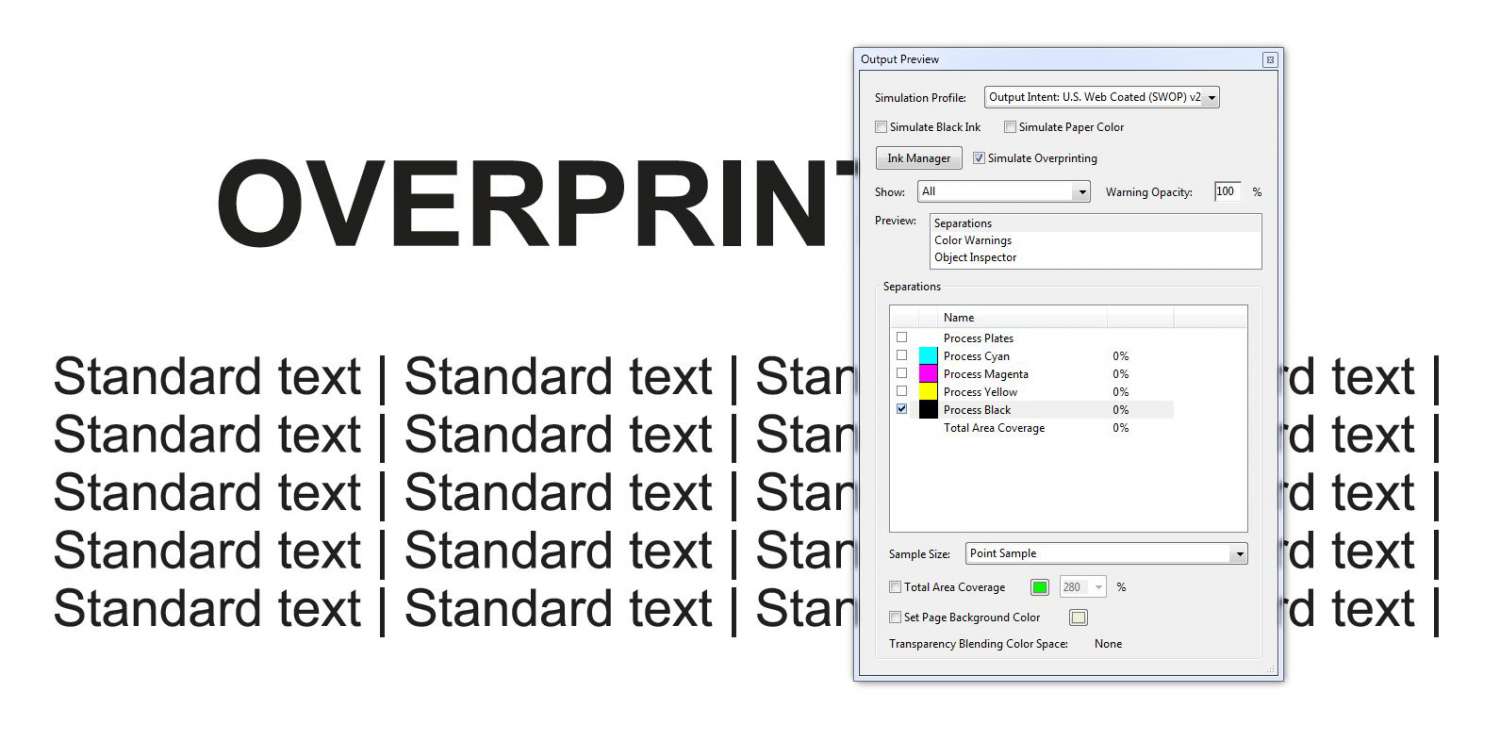 Output Preview
Simulation Profile: Output Intent: U.S. Web Coated (SWOP) v2
Simulate Black Ink Simulate Paper Color
OVERPRINT
Ink Manager Simulate Overprinting
Show: All Warning Opacity: 100 %
Preview: Separations
Color Warnings
Object Inspector
Separations
Name
Process Plates
Process Cyan 0%
Process Magenta 0%
Process Yellow 0%
Process Black 0%
Total Area Coverage 0%
Standard text | Standard text | Stan d text |
Standard text | Standard text | Stan d text |
Standard text | Standard text | Stan d text |
Standard text | Standard text | Stan d text |
Standard text | Standard text | Stan d text |
Sample Size: Point Sample
Total Area Coverage 280 %
Set Page Background Color
Transparency Blending Color Space: None